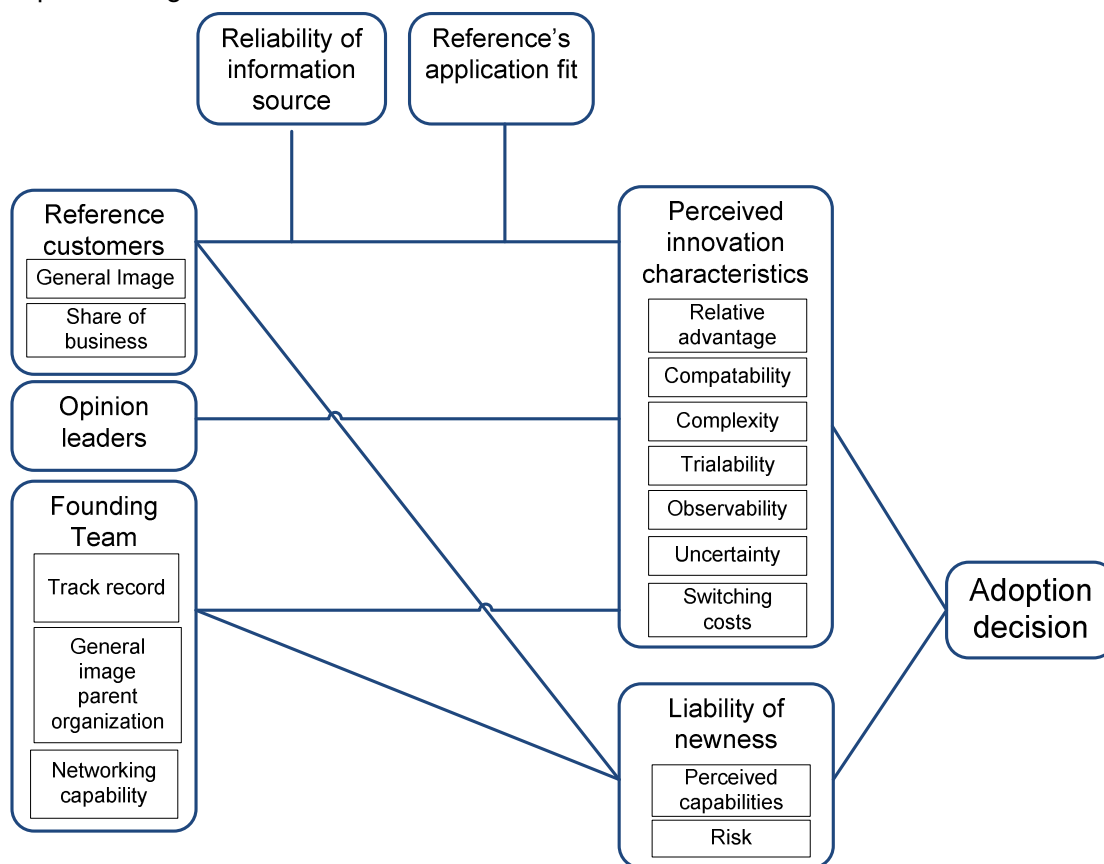 Reliability of
information
source
Reference’s
application fit
Reference
customers
General Image
Share of
business
Opinion
leaders
Founding
Team
Track record
General
image
parent
organization
Networking
capability
Perceived
innovation
characteristics
Relative
advantage
Compatability
Complexity
Trialability
Observability
Uncertainty
Switching
costs
Liability of
newness
Perceived
capabilities
Risk
Adoption
decision